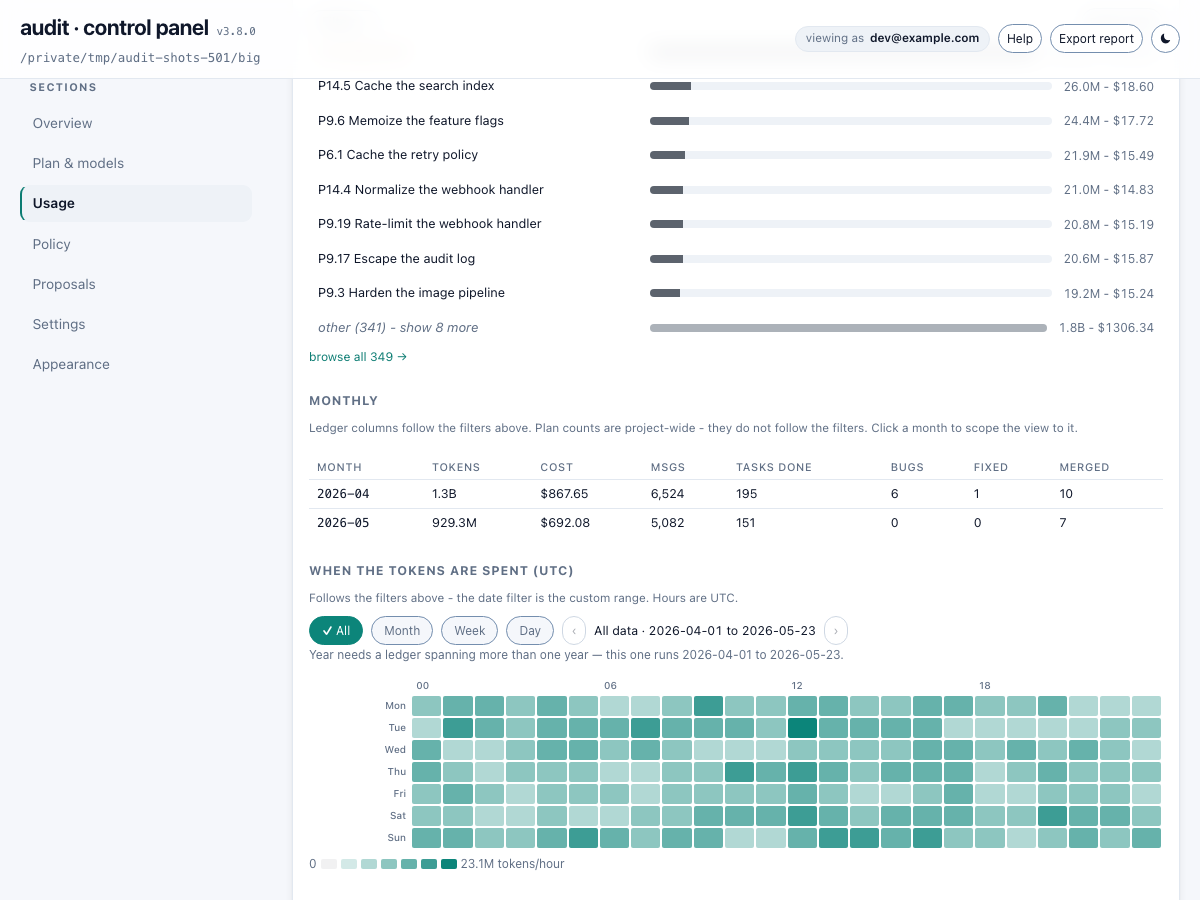 audit · control panel v3.8.0
/private/tmp/audit-shots-501/big
viewing as dev@example.com
Help
Export report
SECTIONS
Overview
Plan & models
Usage
Policy
Proposals
Settings
Appearance
P14.5 Cache the search index 26.0M - $18.60
P9.6 Memoize the feature flags 24.4M - $17.72
P6.1 Cache the retry policy 21.9M - $15.49
P14.4 Normalize the webhook handler 21.0M - $14.83
P9.19 Rate-limit the webhook handler 20.8M - $15.19
P9.17 Escape the audit log 20.6M - $15.87
P9.3 Harden the image pipeline 19.2M - $15.24
other (341) - show 8 more 1.8B - $1306.34
browse all 349 →
MONTHLY
Ledger columns follow the filters above. Plan counts are project-wide - they do not follow the filters. Click a month to scope the view to it.
MONTH TOKENS COST MSGS TASKS DONE BUGS FIXED MERGED
2026-04 1.3B $867.65 6,524 195 6 1 10
2026-05 929.3M $692.08 5,082 151 0 0 7
WHEN THE TOKENS ARE SPENT (UTC)
Follows the filters above - the date filter is the custom range. Hours are UTC.
✓ All Month Week Day ‹ All data · 2026-04-01 to 2026-05-23 ›
Year needs a ledger spanning more than one year — this one runs 2026-04-01 to 2026-05-23.
00 06 12 18
Mon
Tue
Wed
Thu
Fri
Sat
Sun
0 23.1M tokens/hour